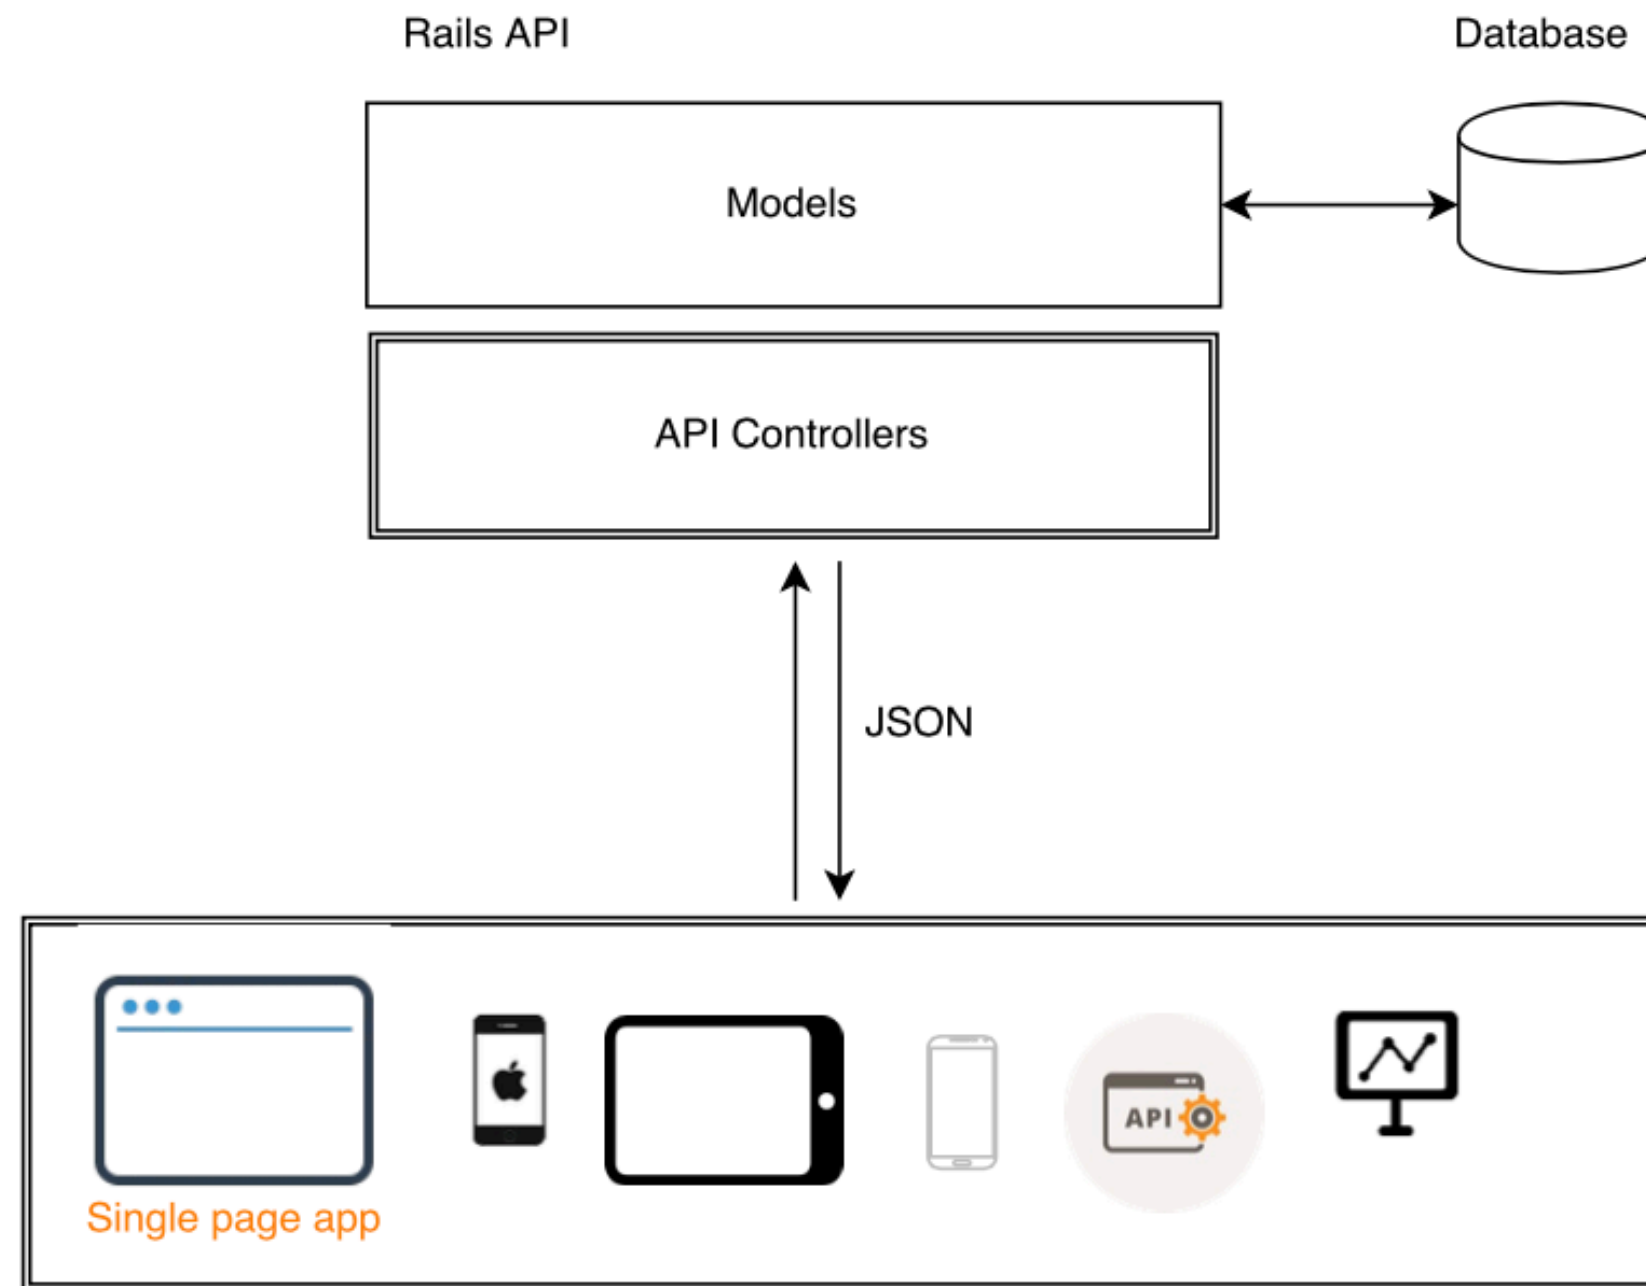 Rails API
Database
Models
API Controllers
JSON
API
Single page app